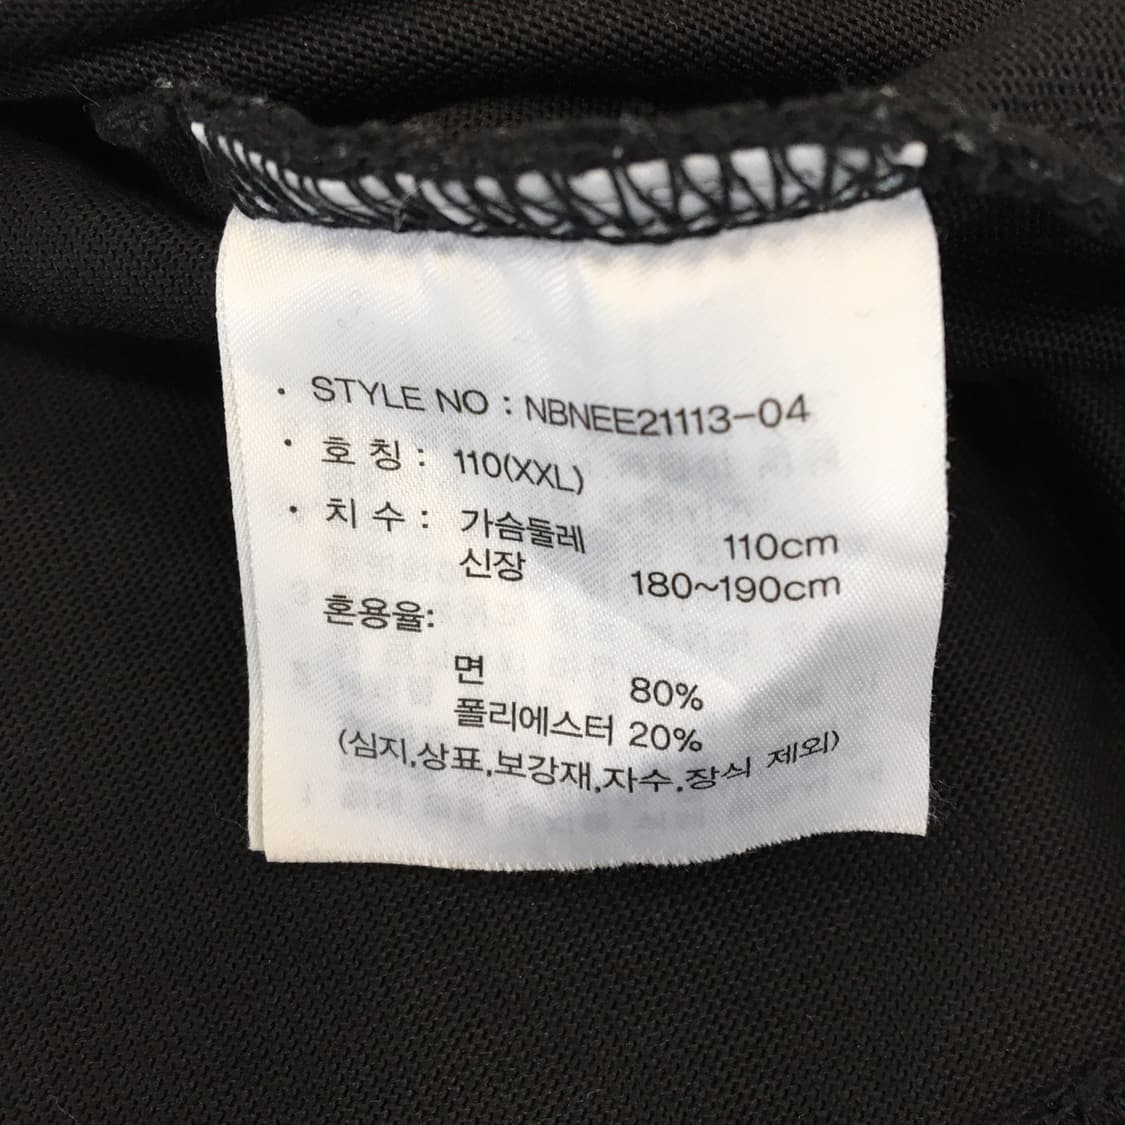 · STYLE NO : NBNEE21113-04
· 호 칭 : 110(XXL)
· 치 수 : 가슴둘레 110cm
신장 180~190cm
혼용율:
면 80%
폴리에스터 20%
(심지,상표,보강재,자수,장식 제외)